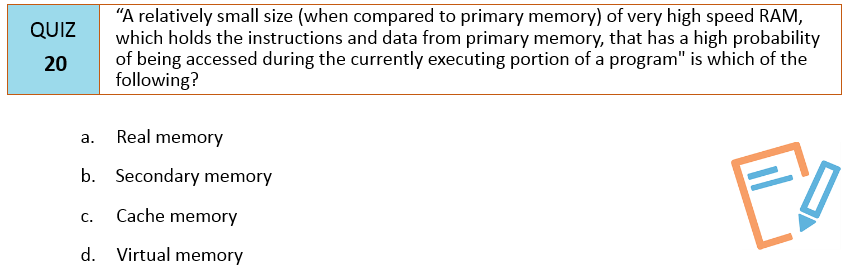 QUIZ
20
“A relatively small size (when compared to primary memory) of very high speed RAM,
which holds the instructions and data from primary memory, that has a high probability
of being accessed during the currently executing portion of a program" is which of the
following?
a. Real memory
b. Secondary memory
c. Cache memory
d. Virtual memory